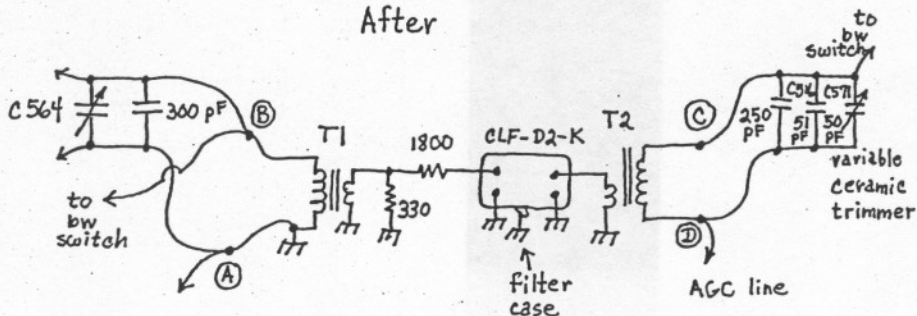 After
C564
300 pF
B
to
bw
switch
A
T1
1800
330
CLF-D2-K
filter
case
T2
C
D
AGC line
to
bw
switch
250
pF
51
pF
C571
50
pF
variable
ceramic
trimmer